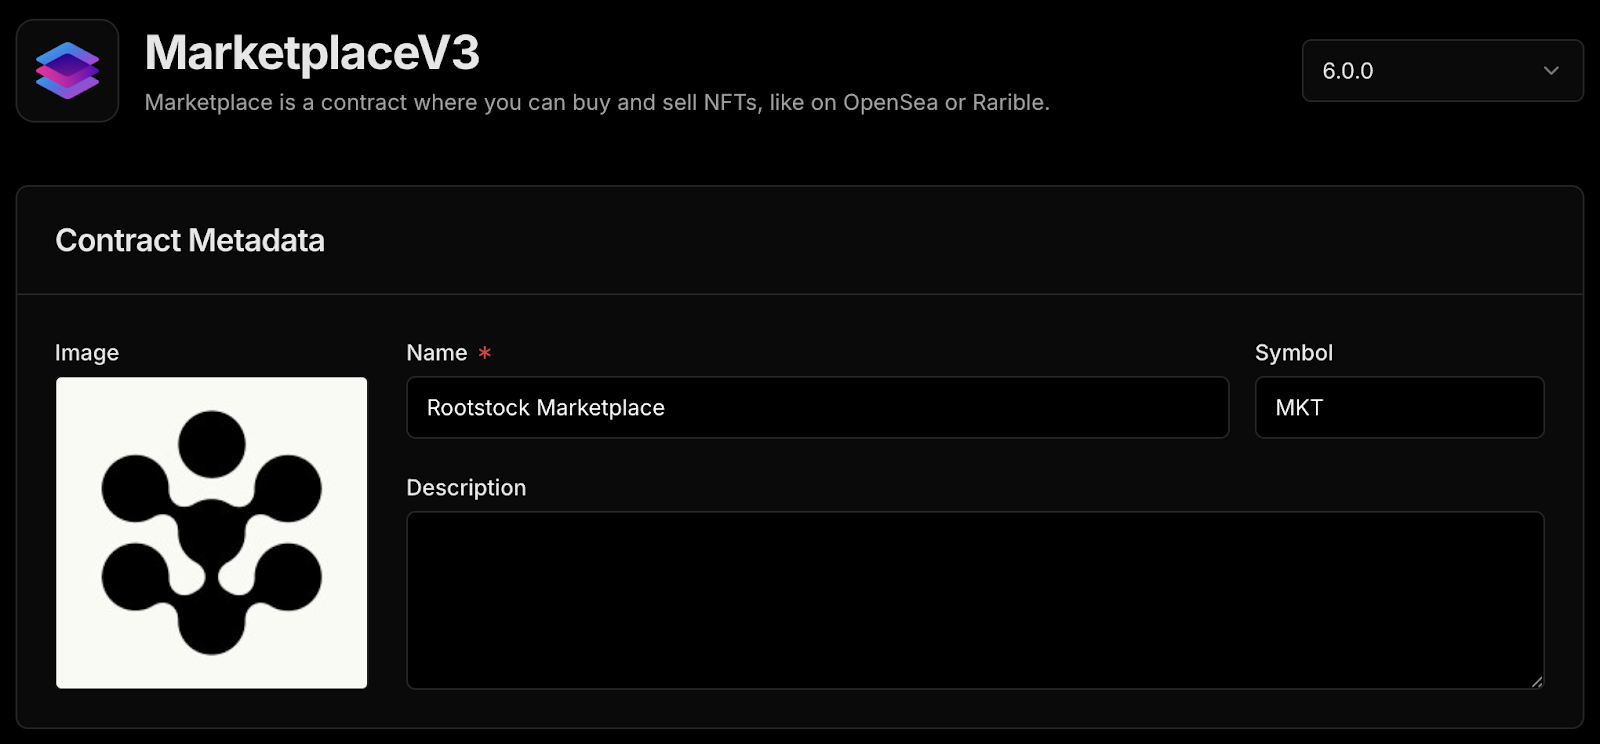 MarketplaceV3
Marketplace is a contract where you can buy and sell NFTs, like on OpenSea or Rarible.
6.0.0
Contract Metadata
Image
Name *
Symbol
Rootstock Marketplace
MKT
Description